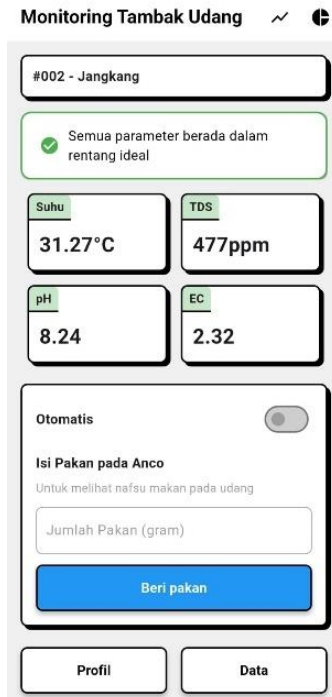 Monitoring Tambak Udang
#002 - Jangkang
Semua parameter berada dalam
rentang ideal
Suhu
31.27°C
TDS
477ppm
pH
8.24
EC
2.32
Otomatis
Isi Pakan pada Anco
Untuk melihat nafsu makan pada udang
Jumlah Pakan (gram)
Beri pakan
Profil
Data